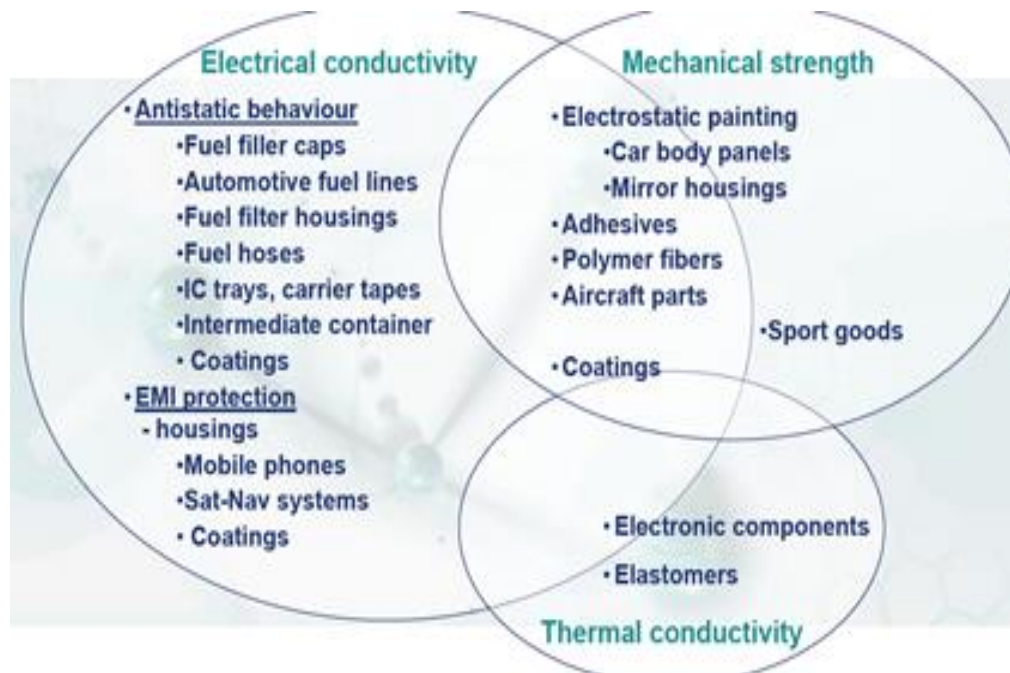 Electrical conductivity
• Antistatic behaviour
•Fuel filler caps
•Automotive fuel lines
•Fuel filter housings
•Fuel hoses
•IC trays, carrier tapes
•Intermediate container
• Coatings
• EMI protection
- housings
•Mobile phones
•Sat-Nav systems
• Coatings
Mechanical strength
•Electrostatic painting
•Car body panels
•Mirror housings
•Adhesives
•Polymer fibers
•Aircraft parts
•Sport goods
•Coatings
• Electronic components
• Elastomers
Thermal conductivity